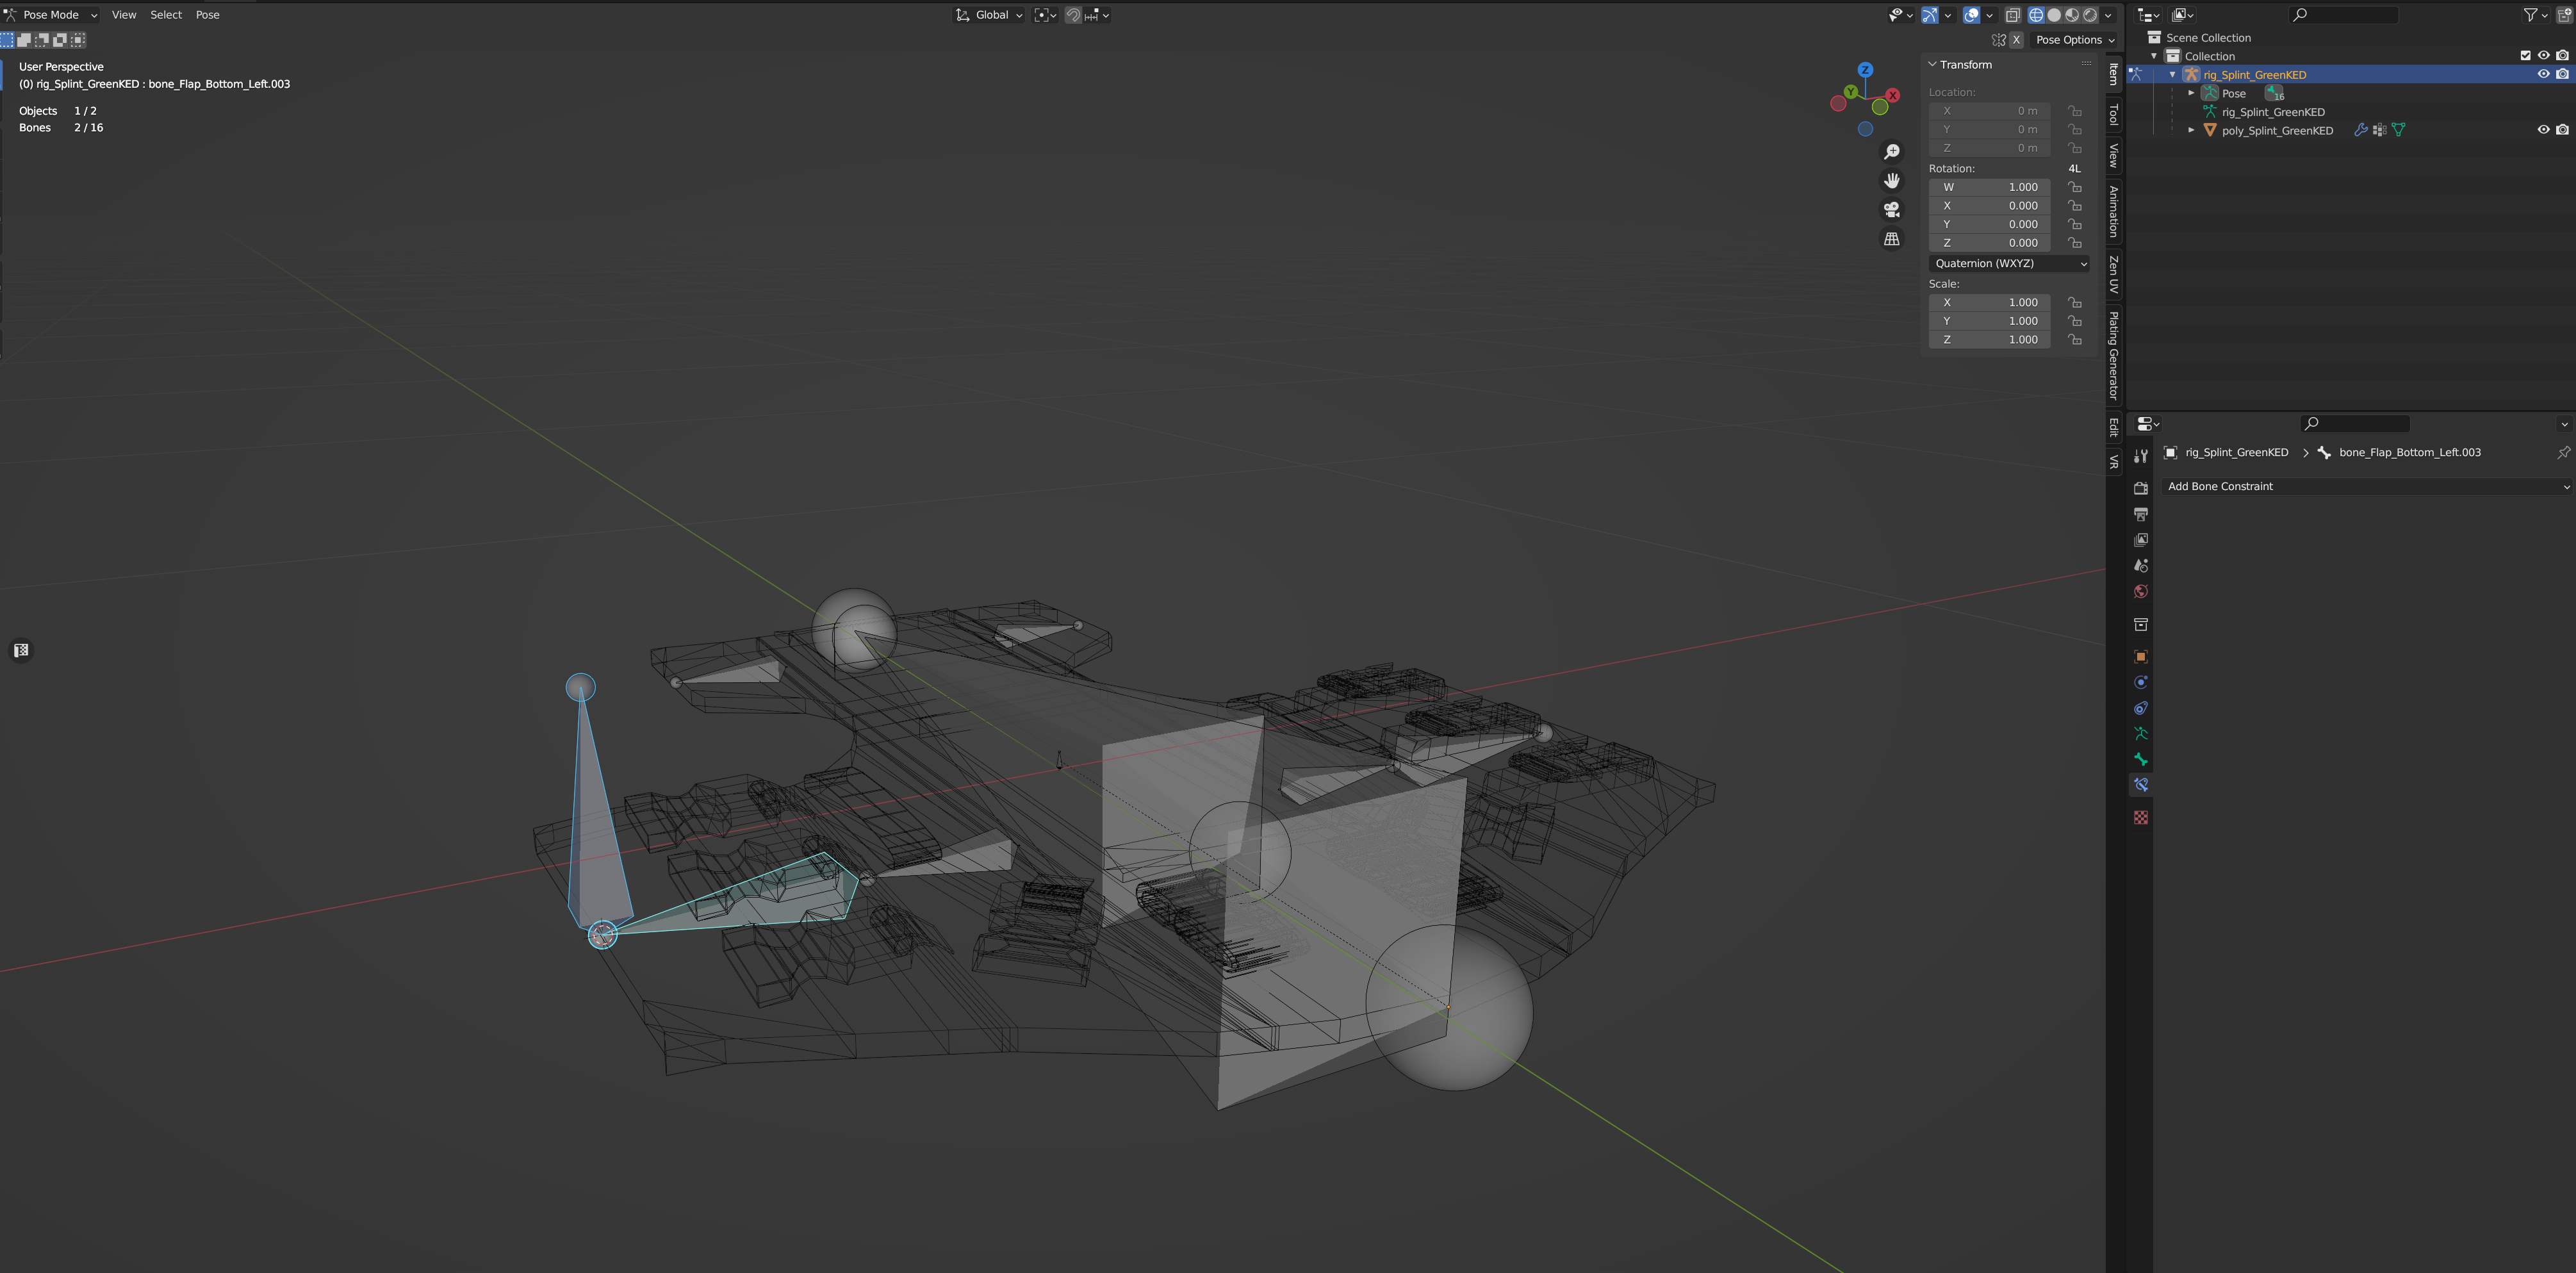 Pose Mode View Select Pose Global
X Pose Options
User Perspective
(0) rig_Splint_GreenKED : bone_Flap_Bottom_Left.003
Objects 1 / 2
Bones 2 / 16
Z
Y
X
Transform
Location:
X 0 m
Y 0 m
Z 0 m
Rotation: 4L
W 1.000
X 0.000
Y 0.000
Z 0.000
Quaternion (WXYZ)
Scale:
X 1.000
Y 1.000
Z 1.000
Item
Tool
View
Animation
Zen UV
Plating Generator
Edit
VR
Scene Collection
Collection
rig_Splint_GreenKED
Pose 16
rig_Splint_GreenKED
poly_Splint_GreenKED
rig_Splint_GreenKED > bone_Flap_Bottom_Left.003
Add Bone Constraint